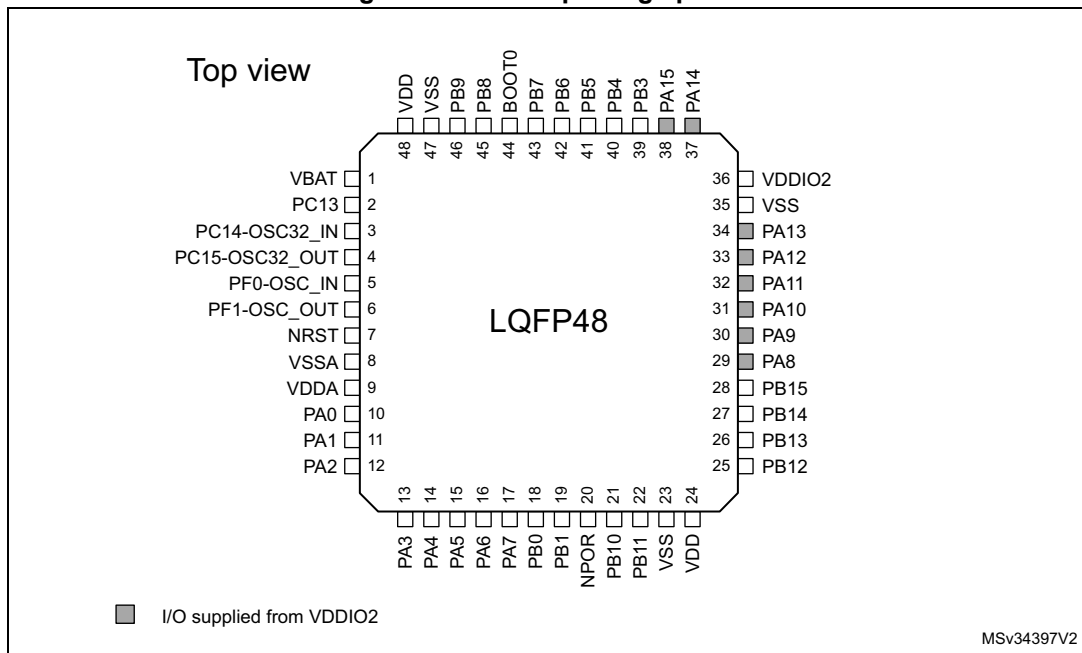 Top view
VDD
VSS
PB9
PB8
BOOT0
PB7
PB6
PB5
PB4
PB3
PA15
PA14
48
47
46
45
44
43
42
41
40
39
38
37
VBAT 1
PC13 2
PC14-OSC32_IN 3
PC15-OSC32_OUT 4
PF0-OSC_IN 5
PF1-OSC_OUT 6
NRST 7
VSSA 8
VDDA 9
PA0 10
PA1 11
PA2 12
LQFP48
36 VDDIO2
35 VSS
34 PA13
33 PA12
32 PA11
31 PA10
30 PA9
29 PA8
28 PB15
27 PB14
26 PB13
25 PB12
13
14
15
16
17
18
19
20
21
22
23
24
PA3
PA4
PA5
PA6
PA7
PB0
PB1
NPOR
PB10
PB11
VSS
VDD
I/O supplied from VDDIO2
MSv34397V2